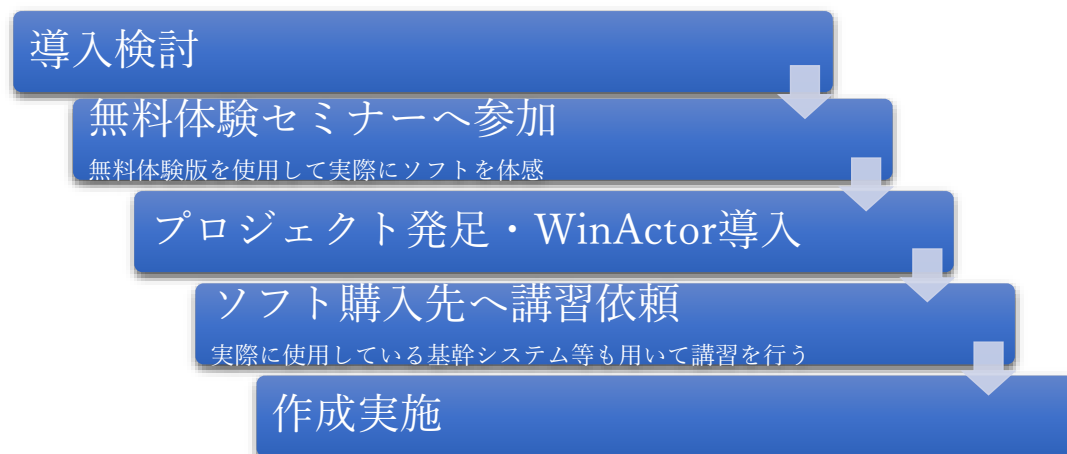 導入検討
無料体験セミナーへ参加
無料体験版を使用して実際にソフトを体感
プロジェクト発足・WinActor導入
ソフト購入先へ講習依頼
実際に使用している基幹システム等も用いて講習を行う
作成実施